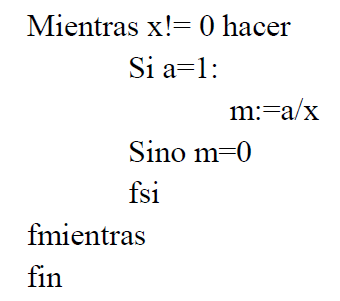 Mientras x!= 0 hacer
Si a=1:
m:=a/x
Sino m=0
fsi
fmientras
fin